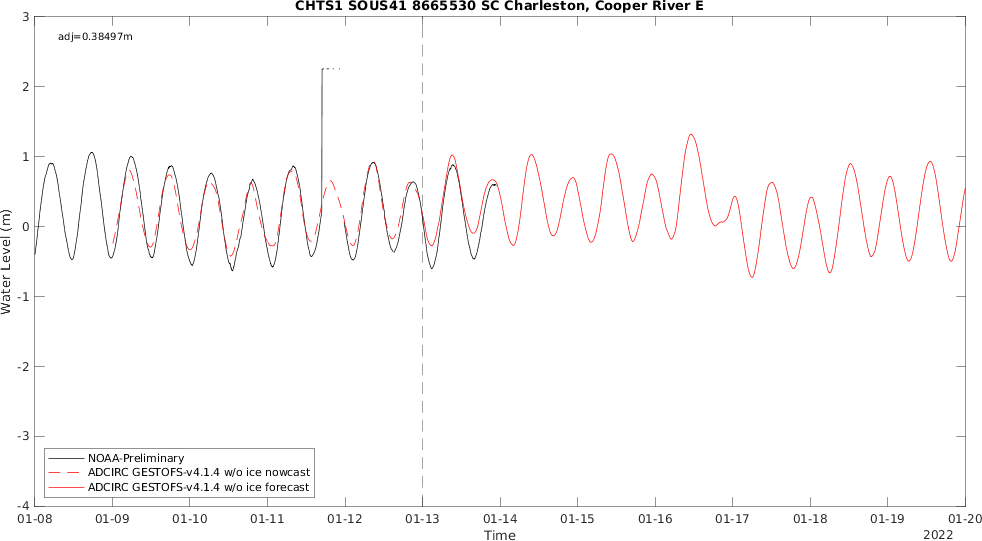 CHTS1 SOUS41 8665530 SC Charleston, Cooper River E
adj=0.38497m
3
2
1
0
-1
-2
-3
-4
Water Level (m)
NOAA-Preliminary
ADCIRC GESTOFS-v4.1.4 w/o ice nowcast
ADCIRC GESTOFS-v4.1.4 w/o ice forecast
01-08 01-09 01-10 01-11 01-12 01-13 01-14 01-15 01-16 01-17 01-18 01-19 01-20
Time
2022